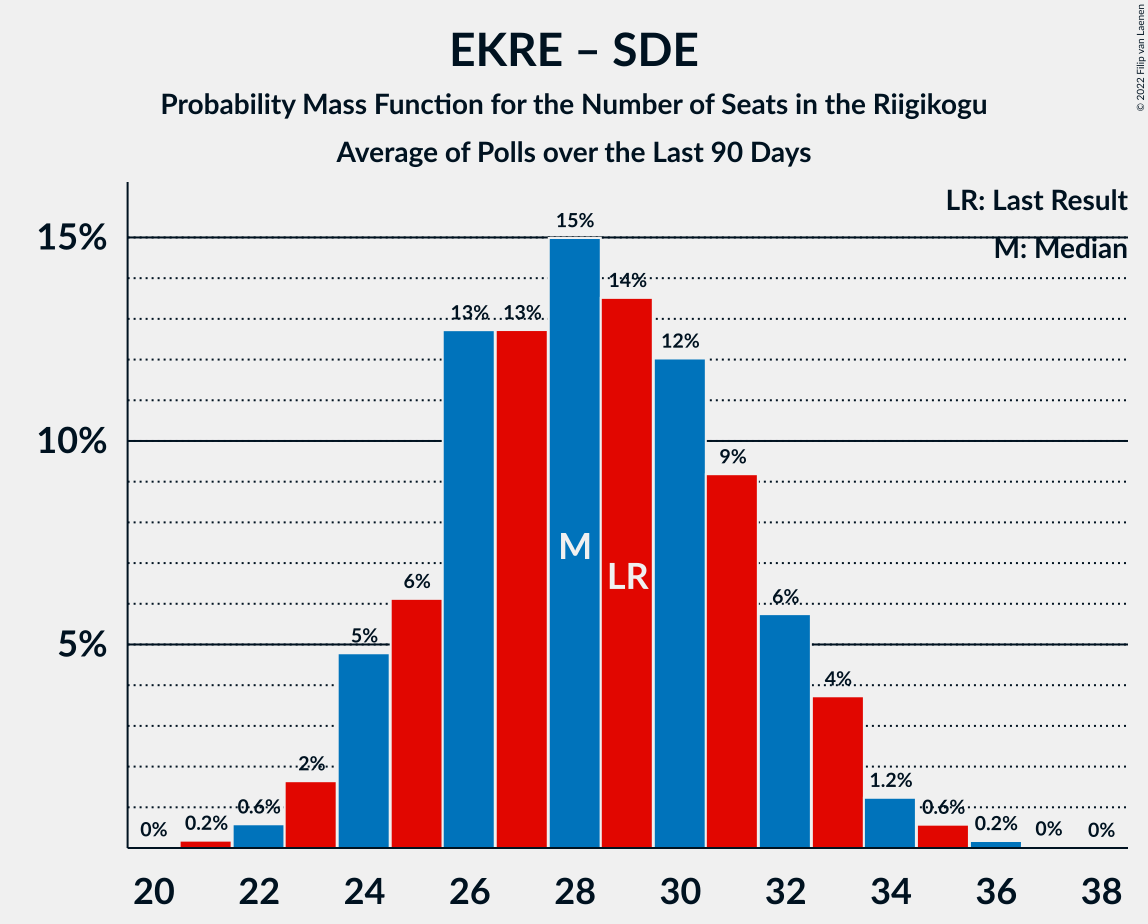 EKRE – SDE
Probability Mass Function for the Number of Seats in the Riigikogu
Average of Polls over the Last 90 Days
© 2022 Filip van Laenen
LR: Last Result
M: Median
15%
10%
5%
0%
0.2%
0.6%
2%
5%
6%
13%
13%
15%
14%
12%
9%
6%
4%
1.2%
0.6%
0.2%
0%
0%
M
LR
20 22 24 26 28 30 32 34 36 38